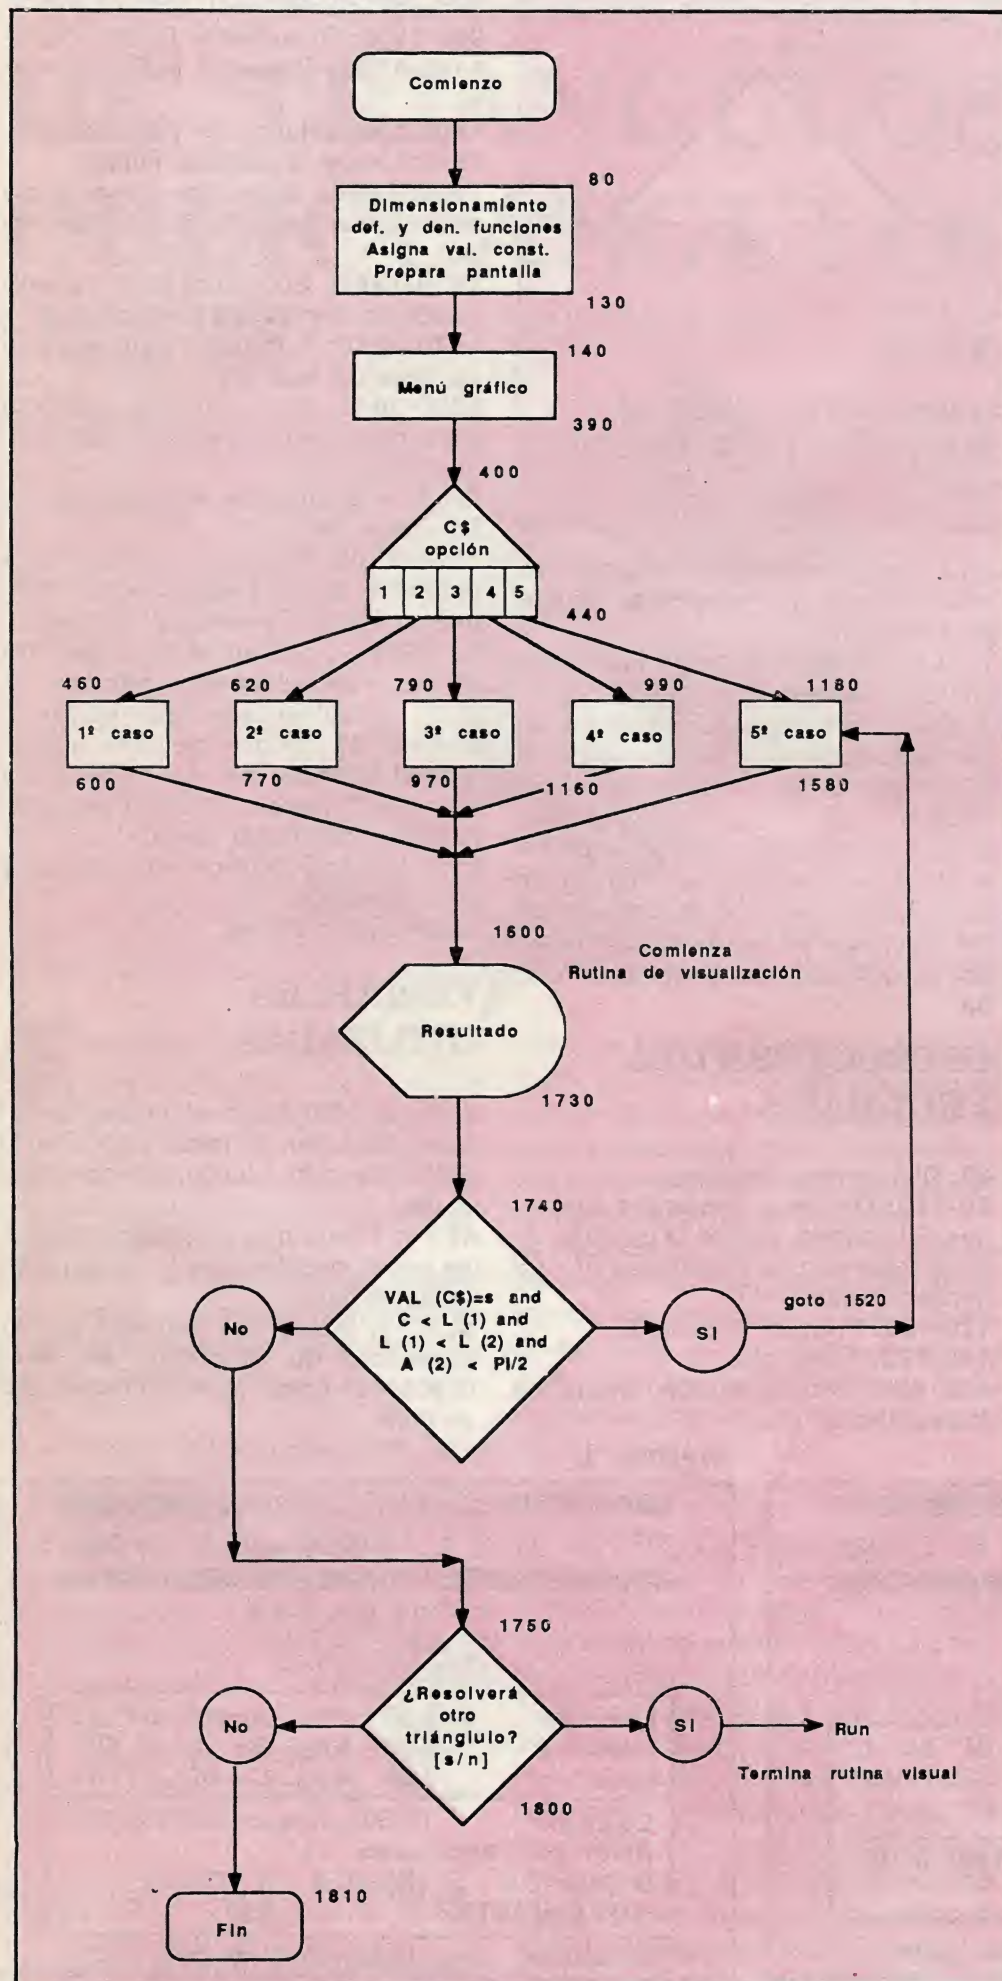 Comienzo
80
Dimensionamiento
def. y den. funciones
Asigna val. const.
Prepara pantalla
130
140
Menú gráfico
390
400
C$
opción
1 2 3 4 5
440
460 620 790 990 1180
1º caso 2º caso 3º caso 4º caso 5º caso
600 770 970 1160 1580
1600
Comienza
Rutina de visualización
Resultado
1730
1740
VAL (C$)=s and
C < L (1) and
L (1) < L (2) and
A (2) < PI/2
No
SI
goto 1520
1750
¿Resolverá
otro
triángiulo?
[s/n]
No
SI
Run
Termina rutina visual
1800
1810
Fin